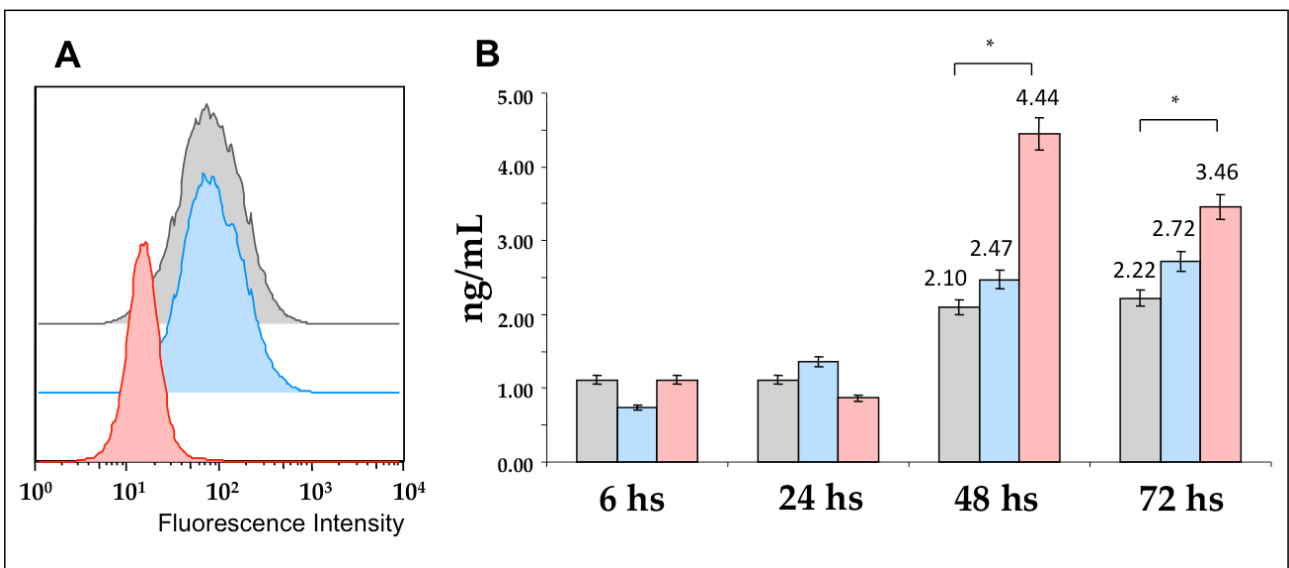 A
10⁰ 10¹ 10² 10³ 10⁴
Fluorescence Intensity
B
ng/mL
5.00
4.00
3.00
2.00
1.00
0.00
*
4.44
2.10
2.47
*
3.46
2.22
2.72
6 hs 24 hs 48 hs 72 hs